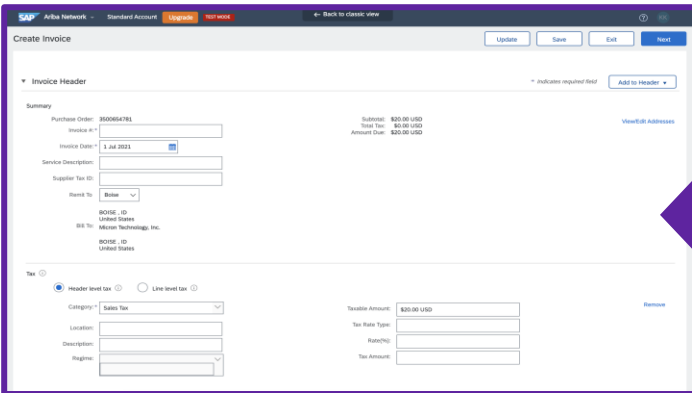 SAP Ariba Network Standard Account Upgrade TEST MODE ← Back to classic view
Create Invoice Update Save Exit Next
Invoice Header * Indicates required field Add to Header
Summary
Purchase Order: 3500654781 Subtotal: $20.00 USD View/Edit Addresses
Invoice #:* Total Tax: $0.00 USD
Amount Due: $20.00 USD
Invoice Date:* 1 Jul 2021
Service Description:
Supplier Tax ID:
Remit To Boise
BOISE , ID
United States
Bill To: Micron Technology, Inc.
BOISE , ID
United States
Tax
Header level tax Line level tax
Category:* Sales Tax Taxable Amount: $20.00 USD Remove
Location: Tax Rate Type:
Description: Rate(%):
Regime: Tax Amount: